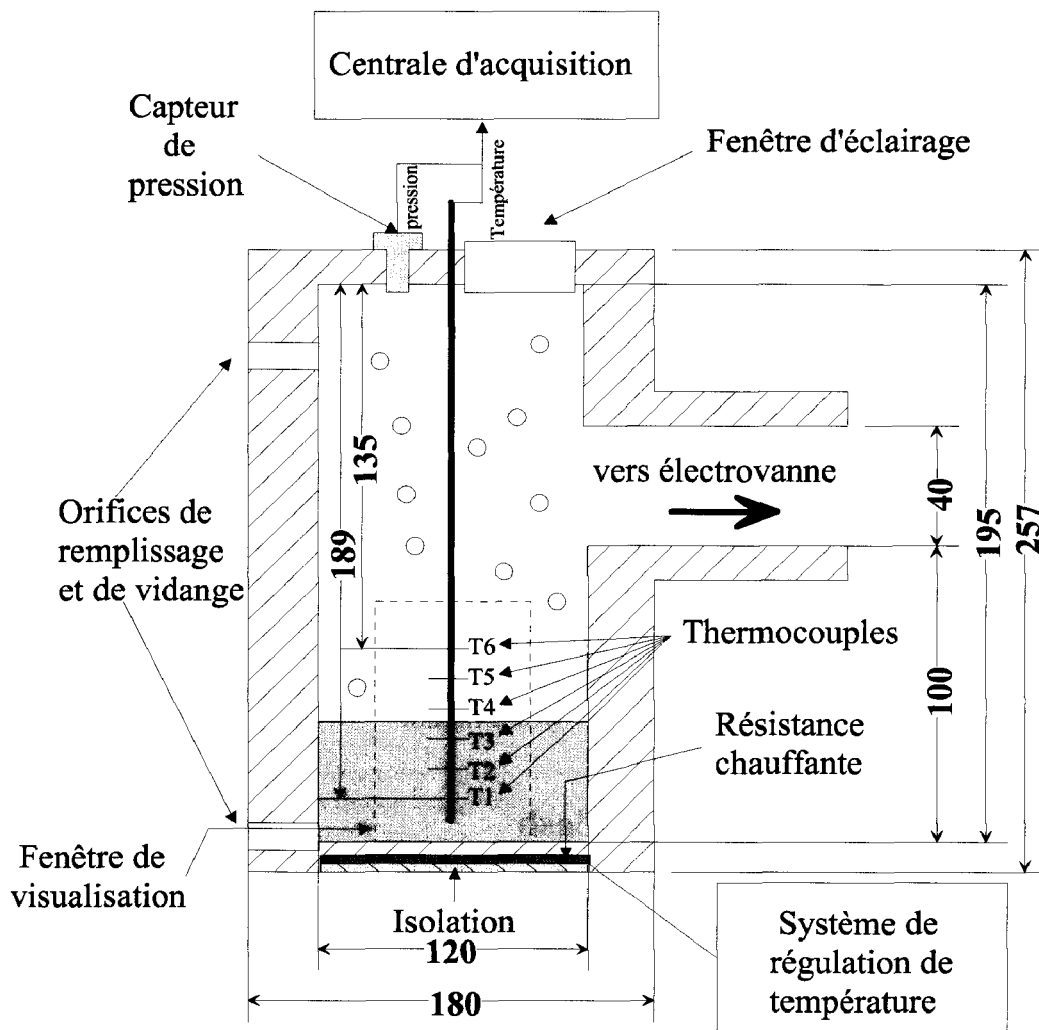 Centrale d'acquisition
Capteur
de
pression
pression
Température
Fenêtre d'éclairage
135
189
vers électrovanne
40
195
257
Orifices de
remplissage
et de vidange
T6
T5
T4
T3
T2
T1
Thermocouples
100
Résistance
chauffante
Fenêtre de
visualisation
Isolation
120
180
Système de
régulation de
température